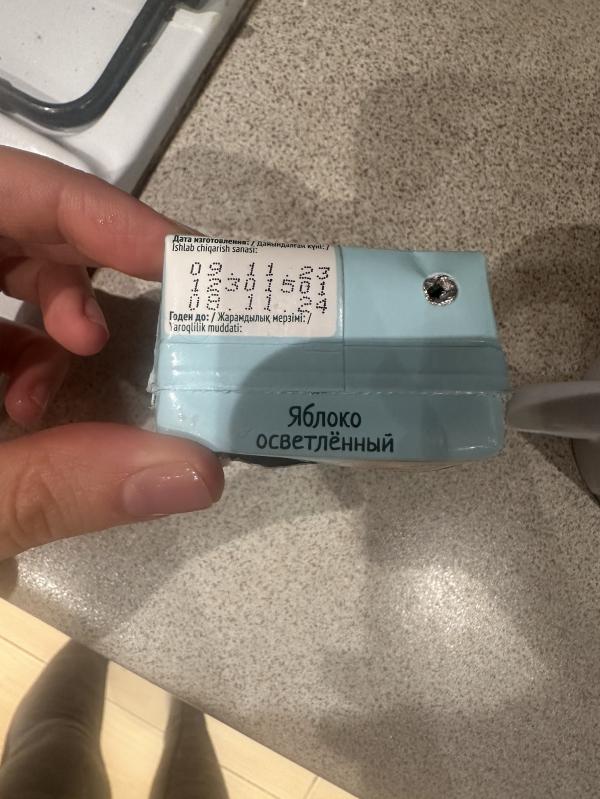 Дата изготовления: / Дайындалған күні: /
Ishlab chiqarish sanasi:
09.11.23
12301501
08.11.24
Годен до: / Жарамдылық мерзімі: /
Yaroqlilik muddati:
Яблоко
осветлённый